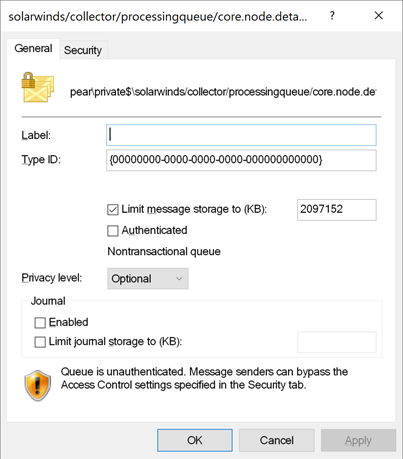 solarwinds/collector/processingqueue/core.node.deta...
?
General
Security
pear\private$\solarwinds/collector/processingqueue/core.node.def
Label:
Type ID:
{00000000-0000-0000-0000-000000000000}
Limit message storage to (KB):
2097152
Authenticated
Nontransactional queue
Privacy level:
Optional
Journal
Enabled
Limit journal storage to (KB):
Queue is unauthenticated. Message senders can bypass the
Access Control settings specified in the Security tab.
OK
Cancel
Apply